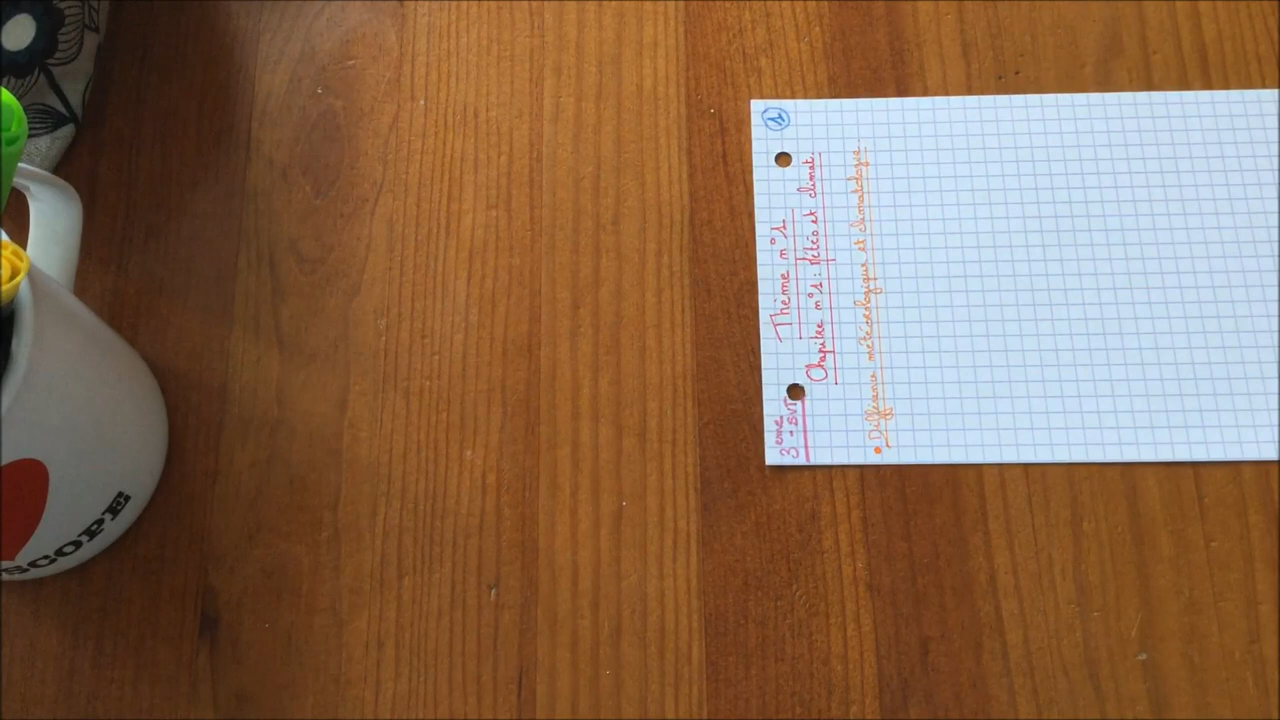 3ème - SVT
①
Thème n°1
Chapitre n°1 : Météo et climat.
• Différence météorologique et climatologie.
SCOPE